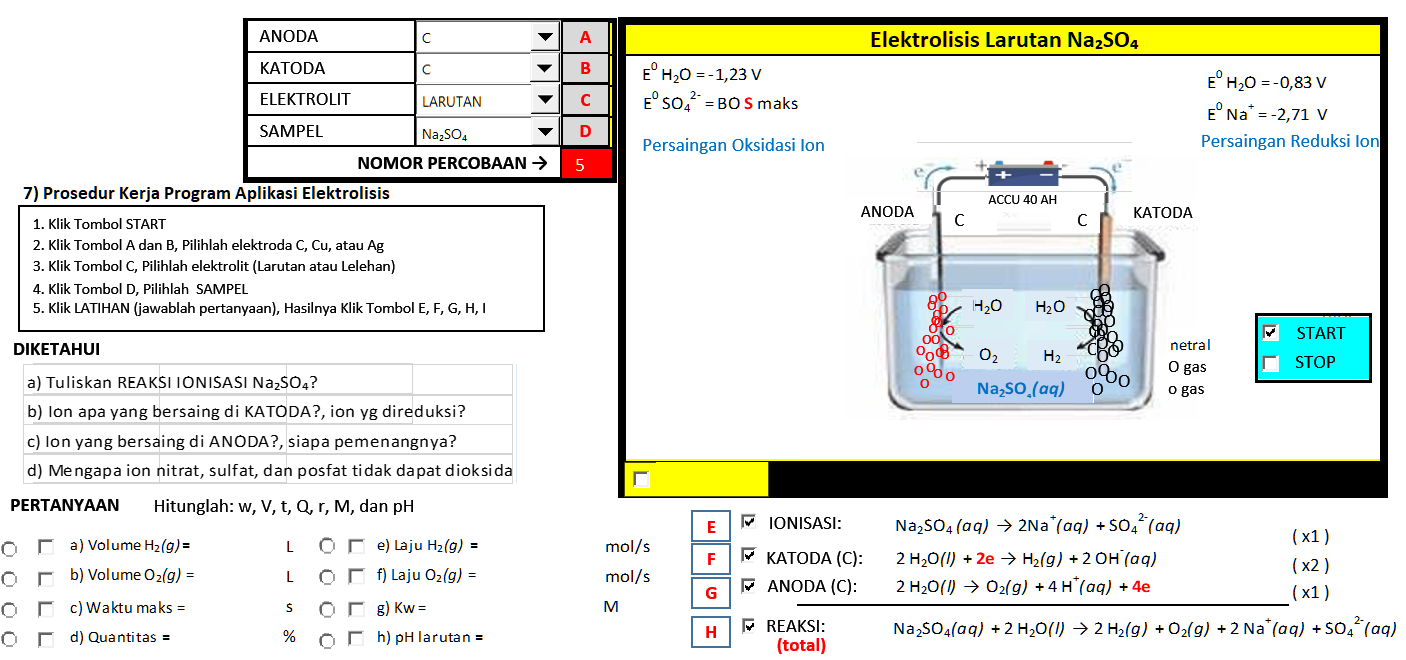 ANODA C A
KATODA C B
ELEKTROLIT LARUTAN C
SAMPEL Na₂SO₄ D
NOMOR PERCOBAAN → 5
7) Prosedur Kerja Program Aplikasi Elektrolisis
1. Klik Tombol START
2. Klik Tombol A dan B, Pilihlah elektroda C, Cu, atau Ag
3. Klik Tombol C, Pilihlah elektrolit (Larutan atau Lelehan)
4. Klik Tombol D, Pilihlah SAMPEL
5. Klik LATIHAN (jawablah pertanyaan), Hasilnya Klik Tombol E, F, G, H, I
DIKETAHUI
a) Tuliskan REAKSI IONISASI Na₂SO₄?
b) Ion apa yang bersaing di KATODA?, ion yg direduksi?
c) Ion yang bersaing di ANODA?, siapa pemenangnya?
d) Mengapa ion nitrat, sulfat, dan posfat tidak dapat dioksida
PERTANYAAN Hitunglah: w, V, t, Q, r, M, dan pH
a) Volume H₂(g) = L
b) Volume O₂(g) = L
c) Waktu maks = s
d) Quantitas = %
e) Laju H₂(g) = mol/s
f) Laju O₂(g) = mol/s
g) Kw = M
h) pH larutan =
Elektrolisis Larutan Na₂SO₄
E⁰ H₂O = -1,23 V
E⁰ SO₄²⁻ = BO S maks
Persaingan Oksidasi Ion
E⁰ H₂O = -0,83 V
E⁰ Na⁺ = -2,71 V
Persaingan Reduksi Ion
e⁻ + + − e⁻
ACCU 40 AH
ANODA C C KATODA
H₂O H₂O
O₂ H₂
Na₂SO₄(aq)
netral
O gas
o gas
START
STOP
E IONISASI: Na₂SO₄ (aq) → 2Na⁺(aq) + SO₄²⁻(aq) ( x1 )
F KATODA (C): 2 H₂O(l) + 2e → H₂(g) + 2 OH⁻(aq) ( x2 )
G ANODA (C): 2 H₂O(l) → O₂(g) + 4 H⁺(aq) + 4e ( x1 )
H REAKSI: Na₂SO₄(aq) + 2 H₂O(l) → 2 H₂(g) + O₂(g) + 2 Na⁺(aq) + SO₄²⁻(aq)
(total)